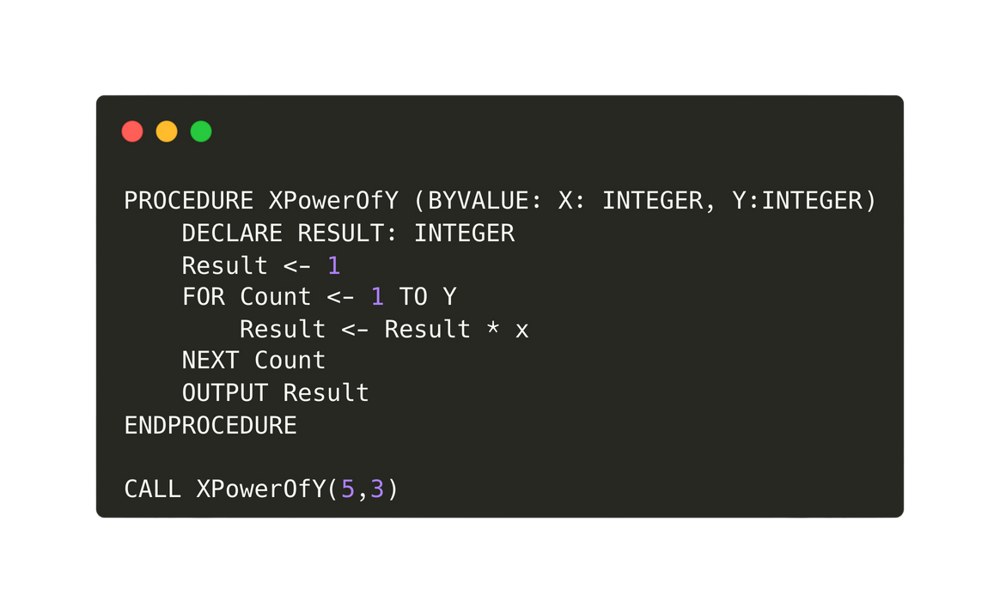 PROCEDURE XPowerOfY (BYVALUE: X: INTEGER, Y:INTEGER)
    DECLARE RESULT: INTEGER
    Result <- 1
    FOR Count <- 1 TO Y
        Result <- Result * x
    NEXT Count
    OUTPUT Result
ENDPROCEDURE

CALL XPowerOfY(5,3)